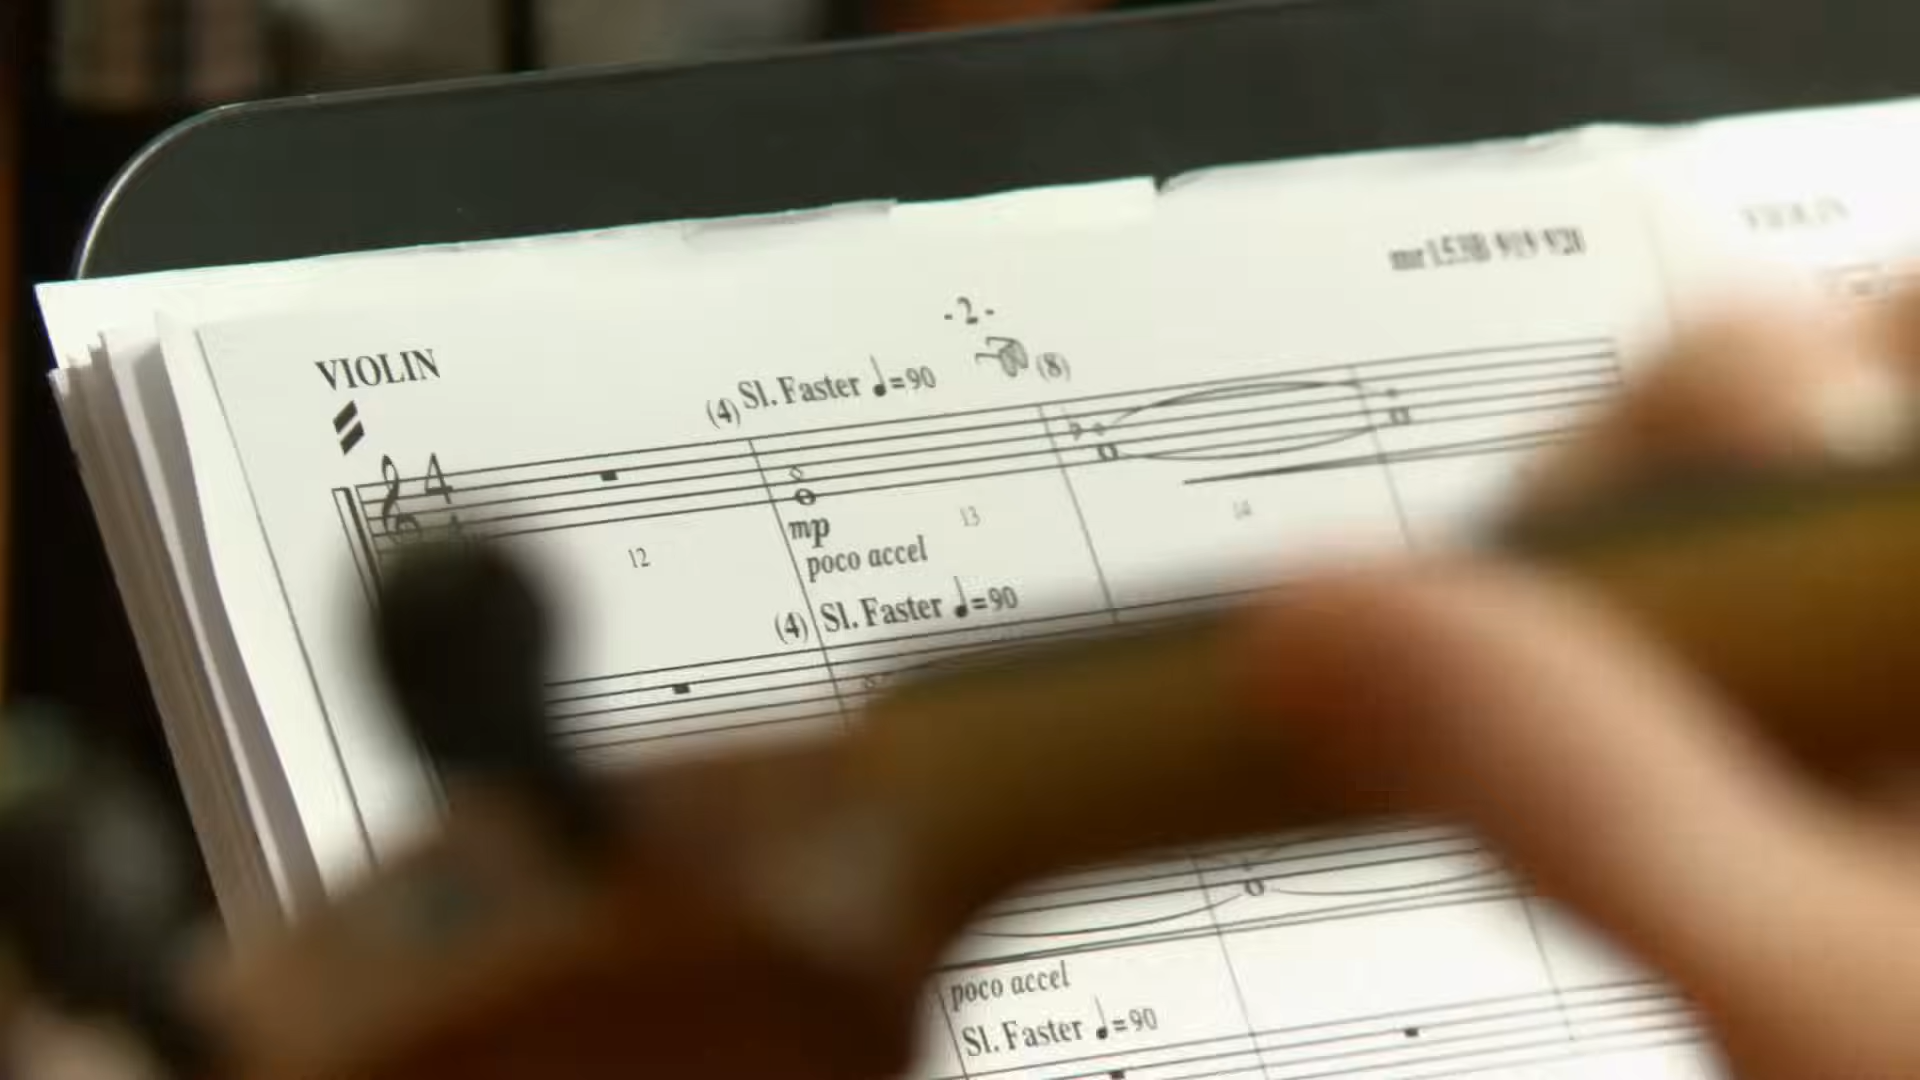 VIOLIN
- 2 -
(4) Sl. Faster ♩=90
(8)
4
12
13
14
mp
poco accel
(4) Sl. Faster ♩=90
poco accel
Sl. Faster ♩=90